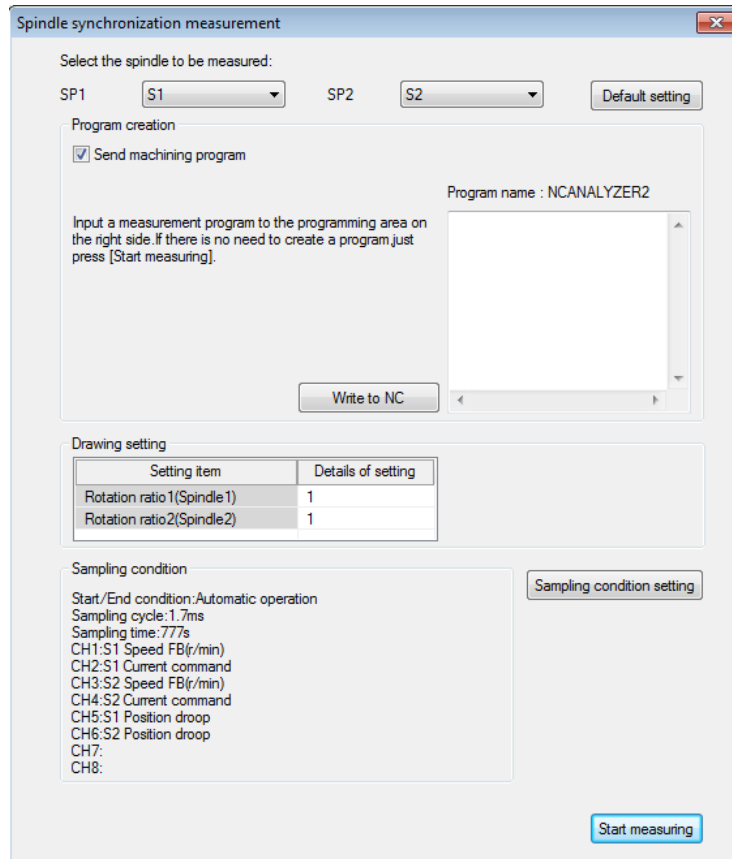 Spindle synchronization measurement
Select the spindle to be measured:
SP1 S1 SP2 S2 Default setting
Program creation
Send machining program
Program name : NCANALYZER2
Input a measurement program to the programming area on
the right side.If there is no need to create a program,just
press [Start measuring].
Write to NC
Drawing setting
Setting item Details of setting
Rotation ratio1(Spindle1) 1
Rotation ratio2(Spindle2) 1
Sampling condition
Sampling condition setting
Start/End condition:Automatic operation
Sampling cycle:1.7ms
Sampling time:777s
CH1:S1 Speed FB(r/min)
CH2:S1 Current command
CH3:S2 Speed FB(r/min)
CH4:S2 Current command
CH5:S1 Position droop
CH6:S2 Position droop
CH7:
CH8:
Start measuring